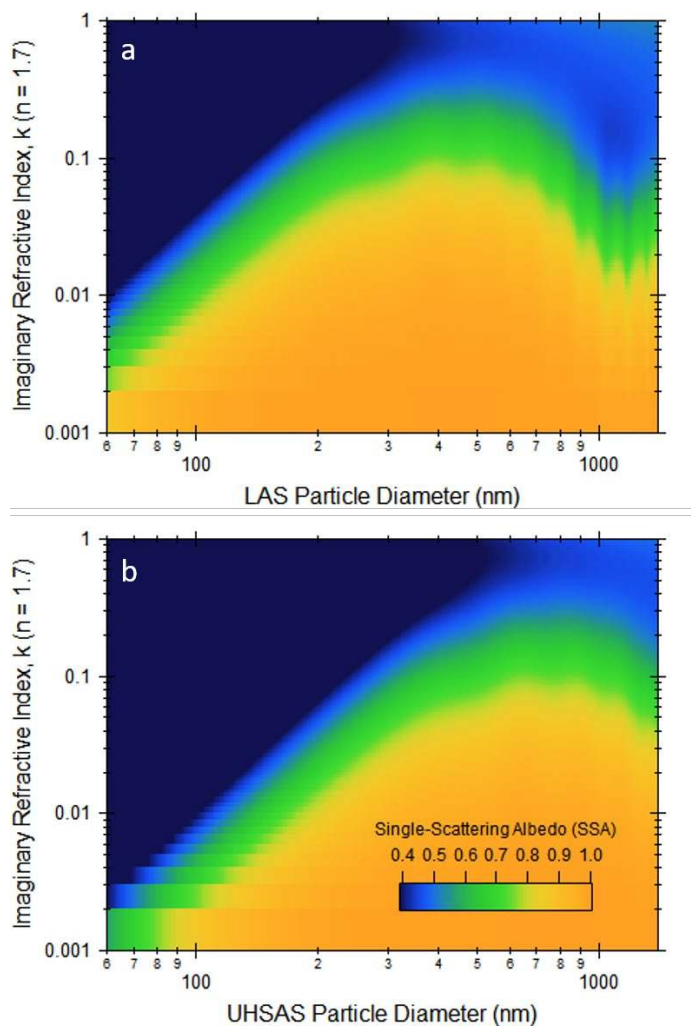 a
Imaginary Refractive Index, k (n = 1.7)
1
0.1
0.01
0.001
6 7 8 9 2 3 4 5 6 7 8 9
100 1000
LAS Particle Diameter (nm)
b
Imaginary Refractive Index, k (n = 1.7)
1
0.1
0.01
0.001
Single-Scattering Albedo (SSA)
0.4 0.5 0.6 0.7 0.8 0.9 1.0
6 7 8 9 2 3 4 5 6 7 8 9
100 1000
UHSAS Particle Diameter (nm)